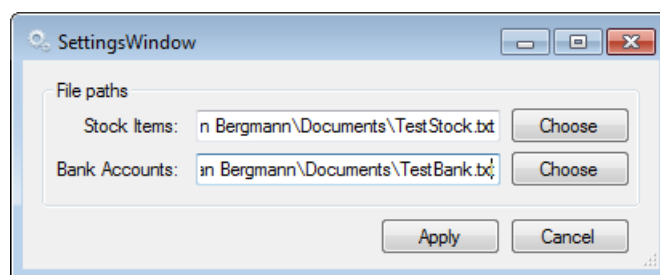 SettingsWindow
File paths
Stock Items: n Bergmann\Documents\TestStock.txt Choose
Bank Accounts: an Bergmann\Documents\TestBank.txt Choose
Apply Cancel